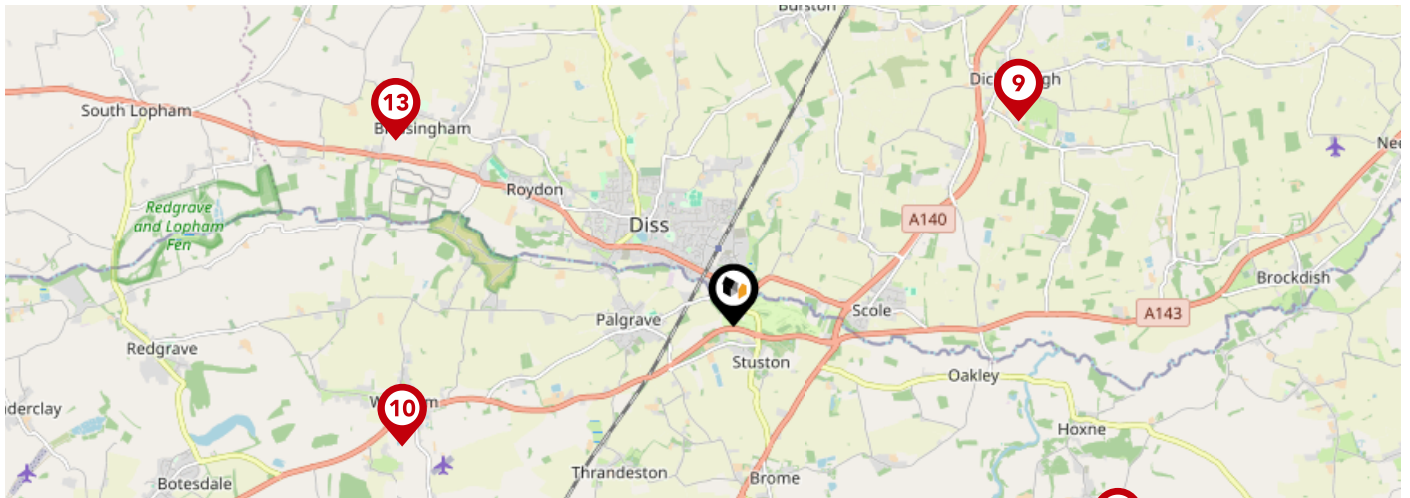 Burston
South Lopham
13
9
Roydon
Redgrave
and Lopham
Fen
Diss
A140
Brockdish
Scole
A143
Palgrave
Redgrave
Stuston
Oakley
10
Hoxne
Thrandeston
Brome
Botesdale